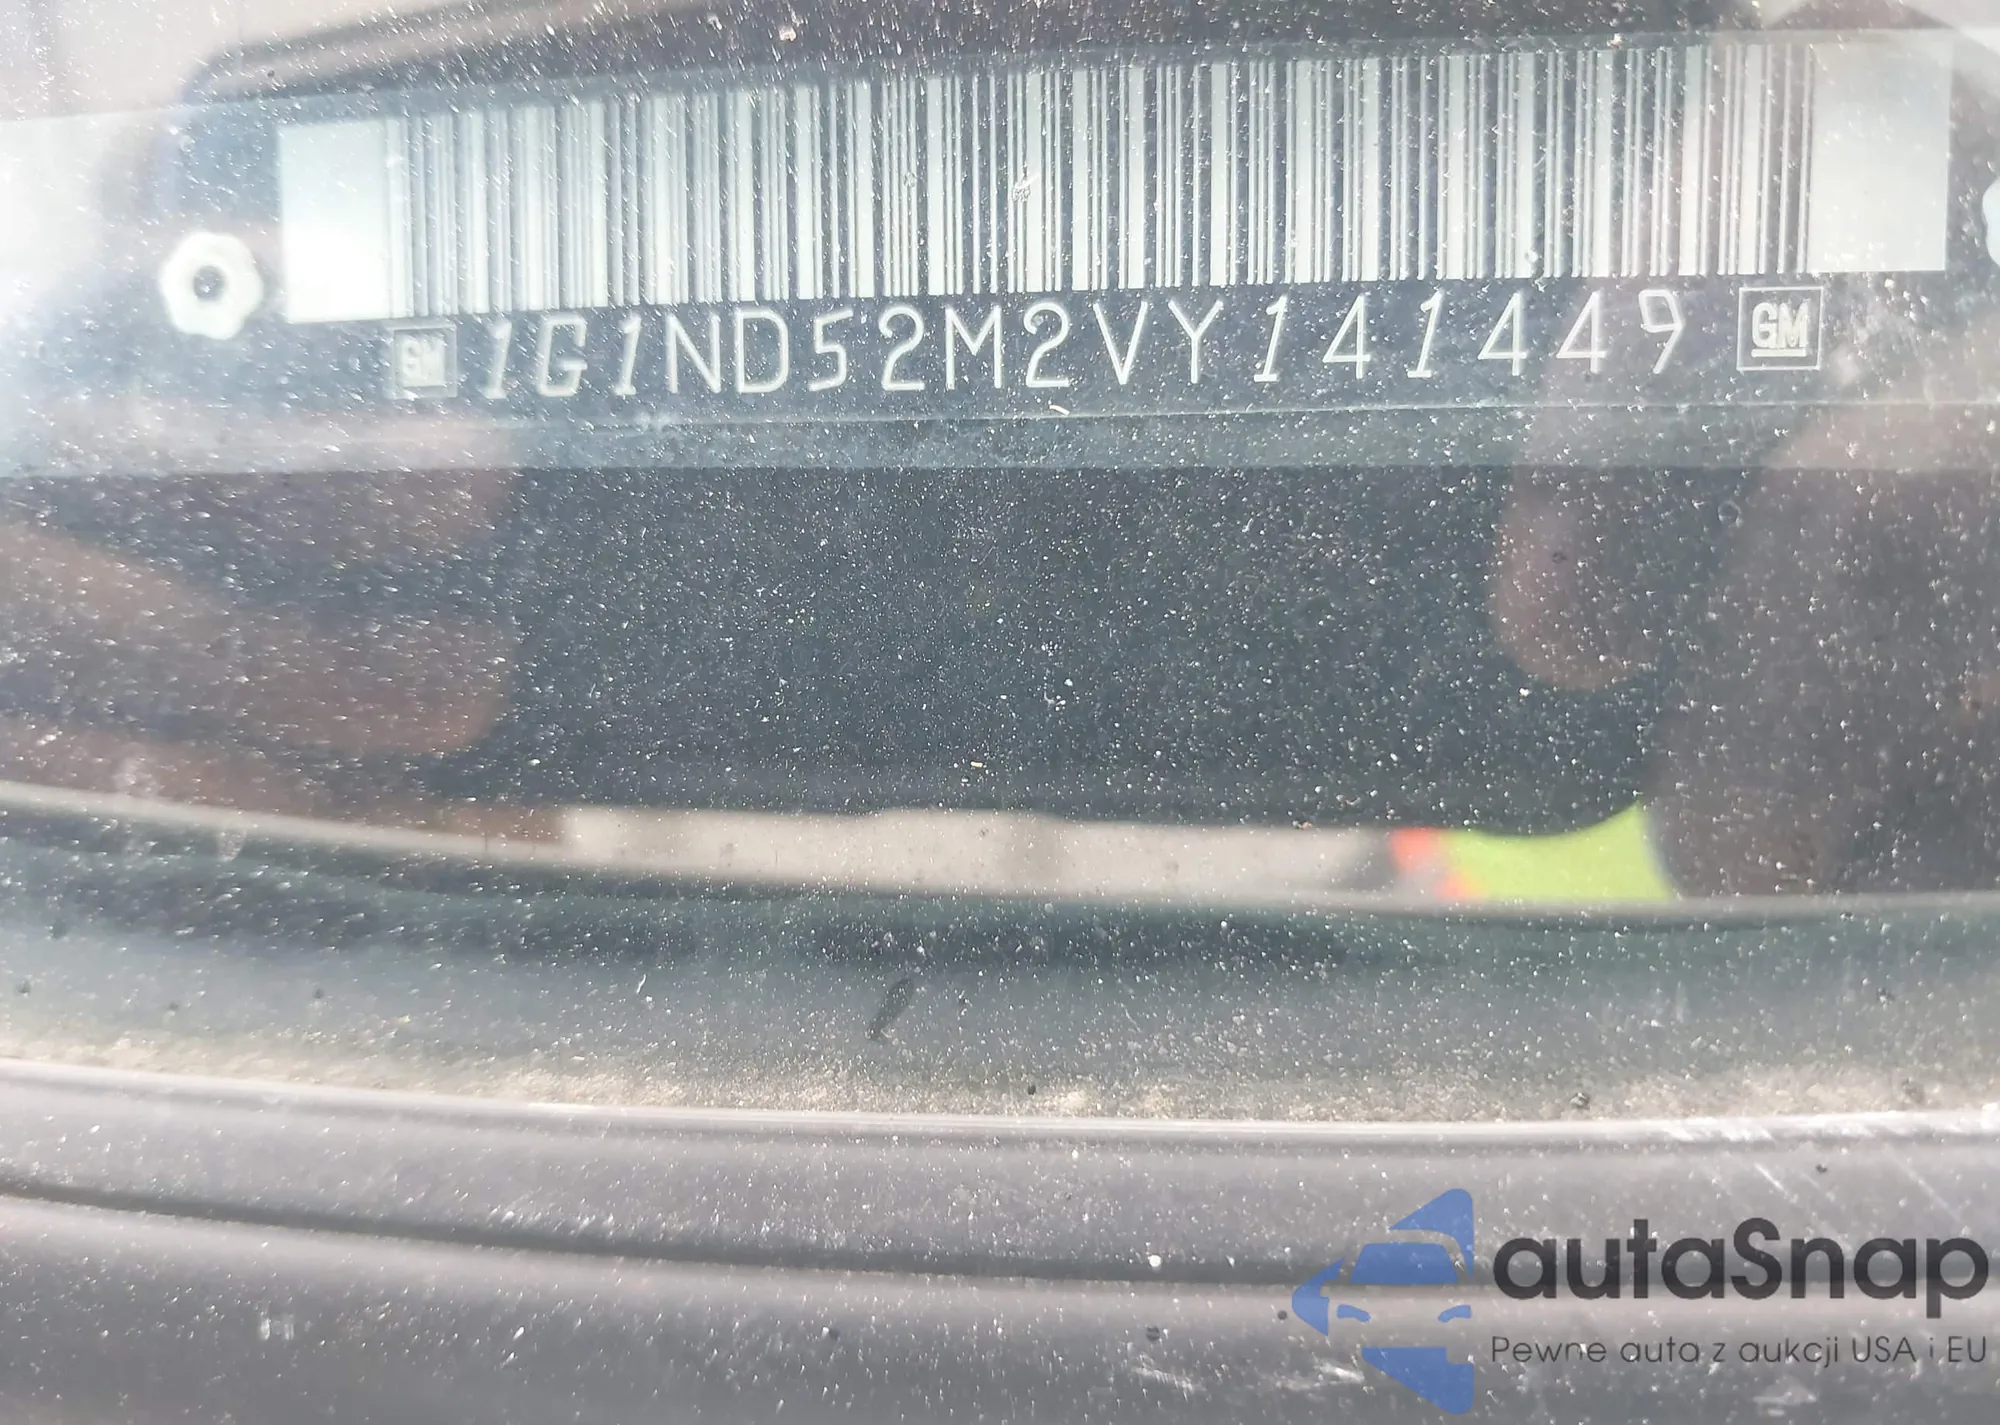 GM 1G1ND52M2VY141449 GM
autaSnap
Pewne auta z aukcji USA i EU